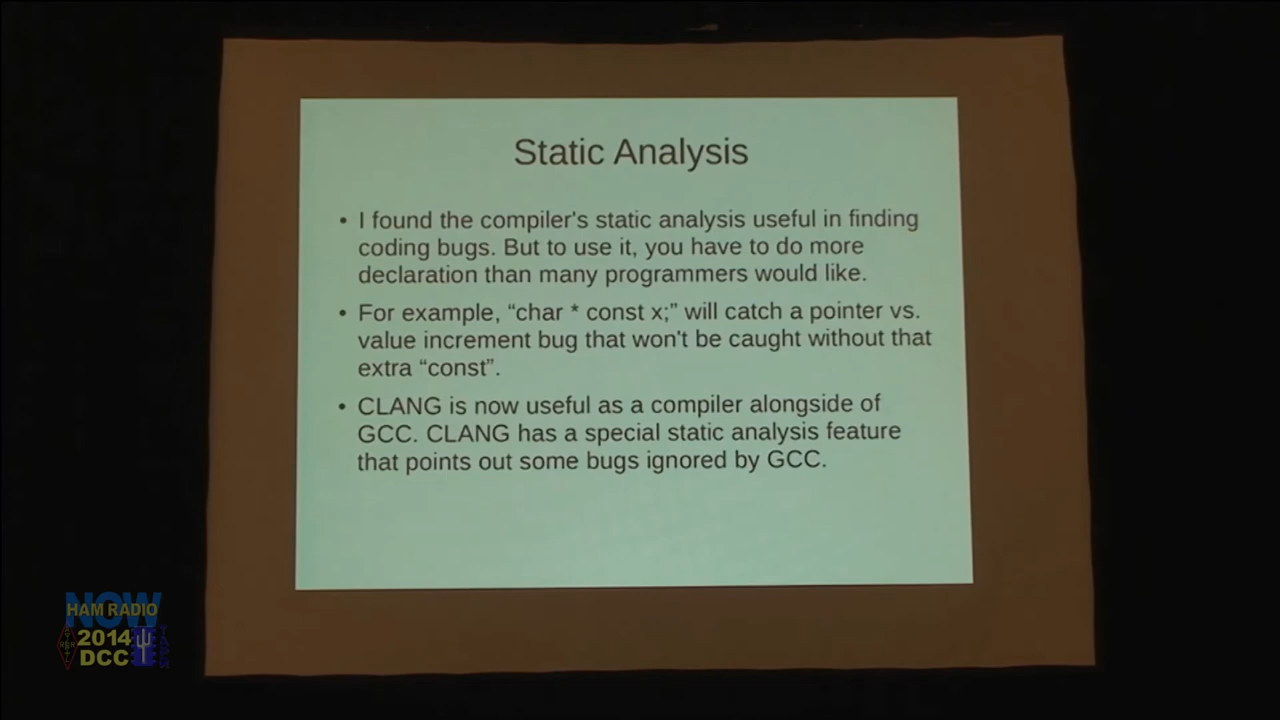 Static Analysis
• I found the compiler's static analysis useful in finding
coding bugs. But to use it, you have to do more
declaration than many programmers would like.
• For example, “char * const x;” will catch a pointer vs.
value increment bug that won't be caught without that
extra “const”.
• CLANG is now useful as a compiler alongside of
GCC. CLANG has a special static analysis feature
that points out some bugs ignored by GCC.
NOW
HAM RADIO
2014
DCC